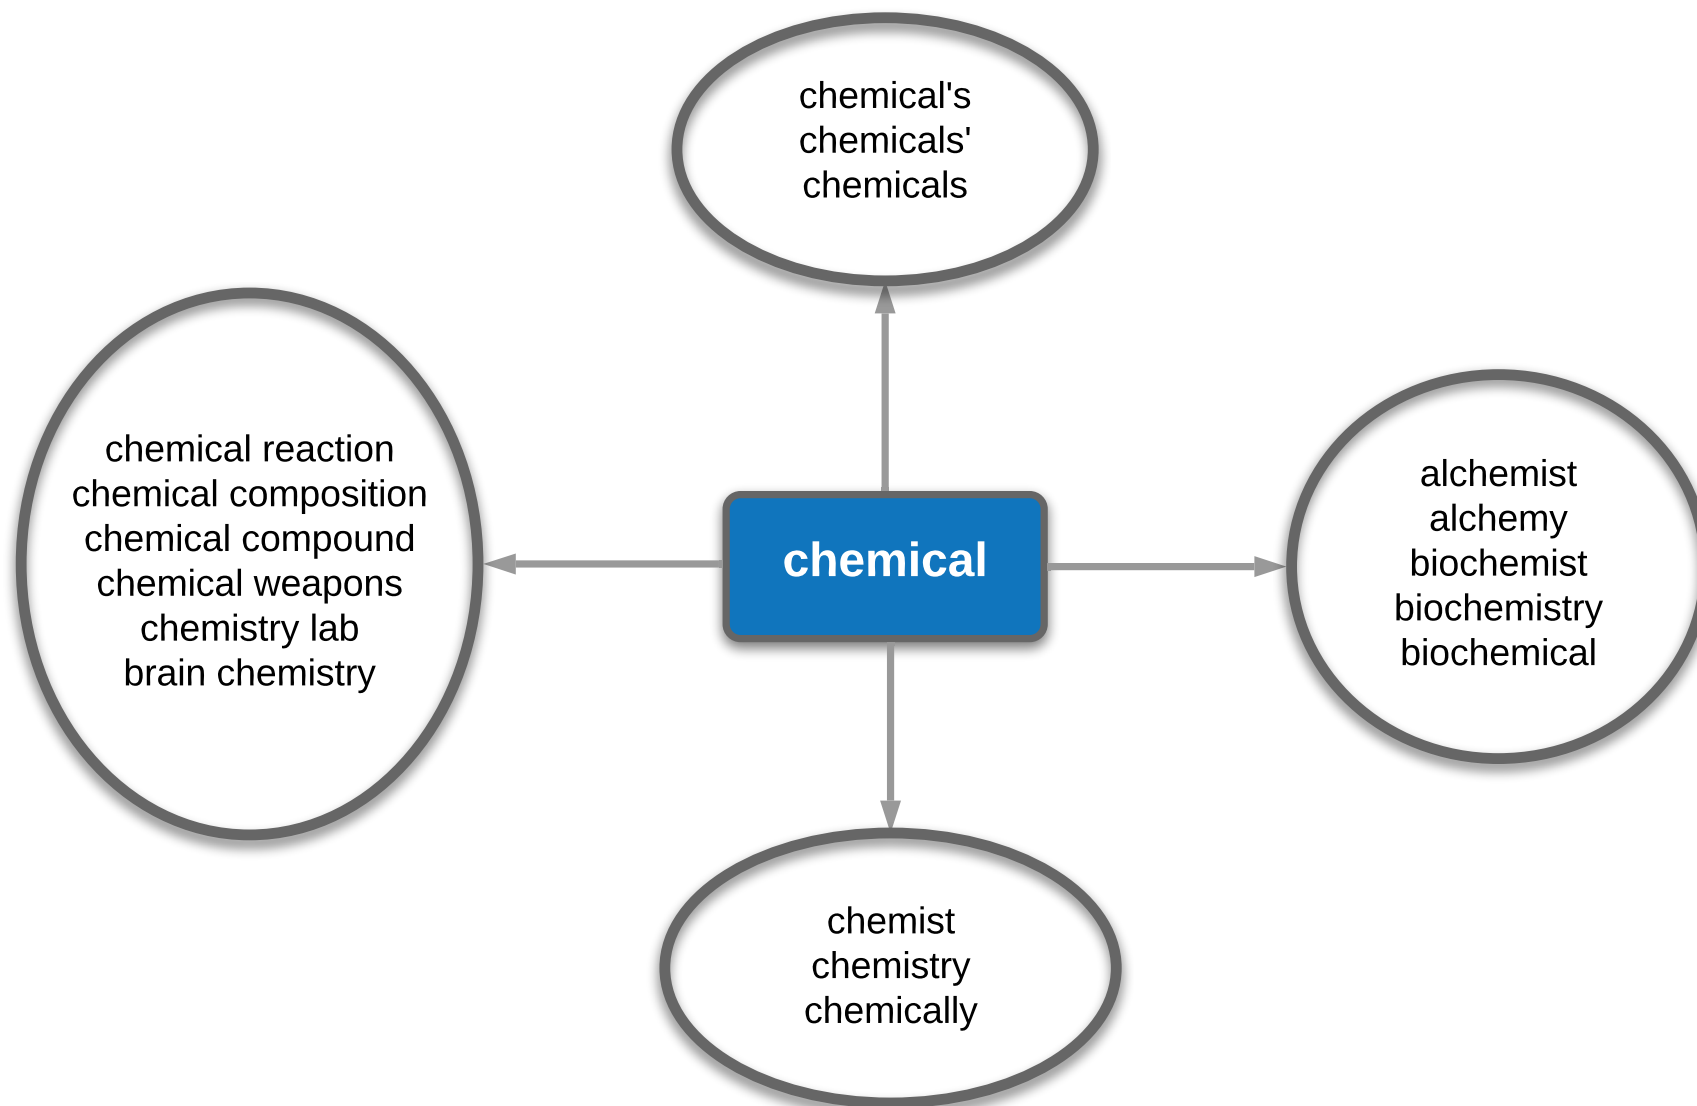 chemical's
chemicals'
chemicals
chemical reaction
chemical composition
chemical compound
chemical weapons
chemistry lab
brain chemistry
chemical
alchemist
alchemy
biochemist
biochemistry
biochemical
chemist
chemistry
chemically